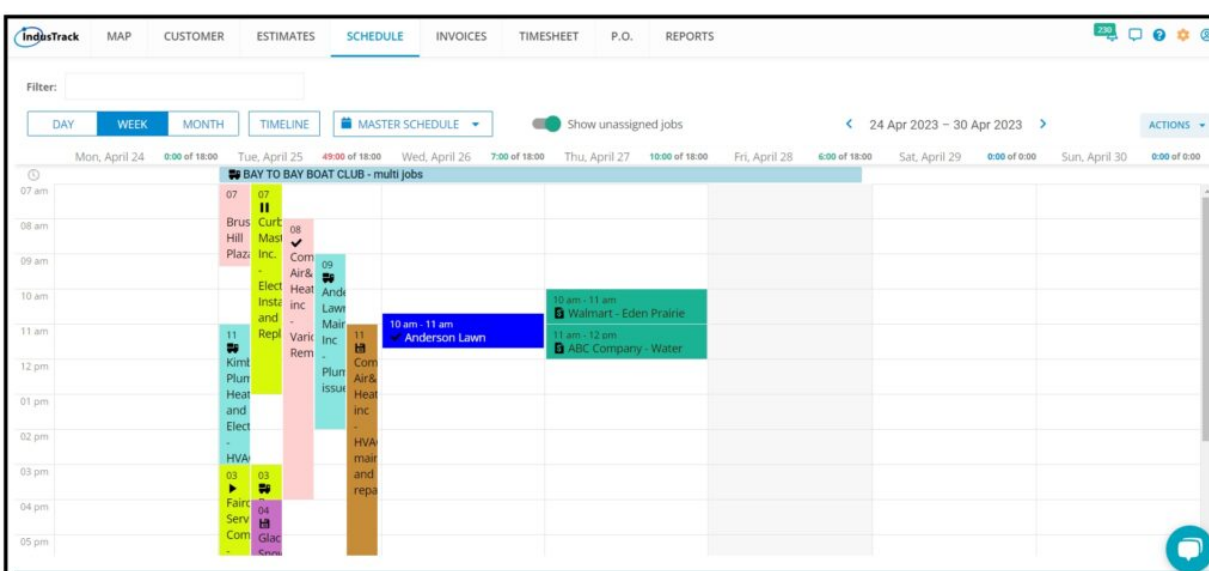 IndusTrack MAP CUSTOMER ESTIMATES SCHEDULE INVOICES TIMESHEET P.O. REPORTS 230
Filter:
DAY WEEK MONTH TIMELINE MASTER SCHEDULE Show unassigned jobs 24 Apr 2023 – 30 Apr 2023 ACTIONS
Mon, April 24 0:00 of 18:00 Tue, April 25 49:00 of 18:00 Wed, April 26 7:00 of 18:00 Thu, April 27 10:00 of 18:00 Fri, April 28 6:00 of 18:00 Sat, April 29 0:00 of 0:00 Sun, April 30 0:00 of 0:00
BAY TO BAY BOAT CLUB - multi jobs
07 am
08 am
09 am
10 am
11 am
12 pm
01 pm
02 pm
03 pm
04 pm
05 pm
07
Brus
Hill
Plaza
07
Curb
Mast
Inc.
-
Elect
Insta
and
Repl
08
Com
Air&
Heat
inc
-
Vario
Rem
09
Ande
Lawn
Main
Inc
-
Plum
issue
11
Kimb
Plum
Heat
and
Elect
-
HVA
11
Com
Air&
Heat
inc
-
HVA
main
and
repa
03
Fairc
Serv
Com
-
03
04
Glac
Snow
10 am - 11 am
Anderson Lawn
10 am - 11 am
Walmart - Eden Prairie
11 am - 12 pm
ABC Company - Water